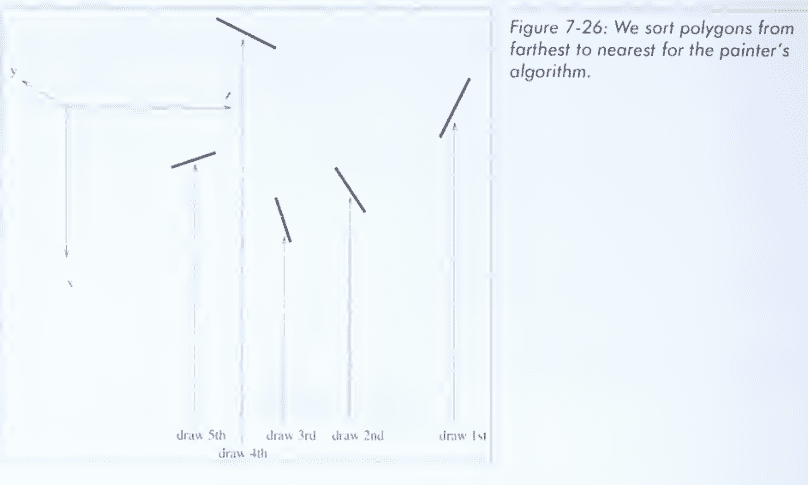 Figure 7-26: We sort polygons from
farthest to nearest for the painter's
algorithm.
y
x
draw 5th
draw 4th
draw 3rd
draw 2nd
draw 1st